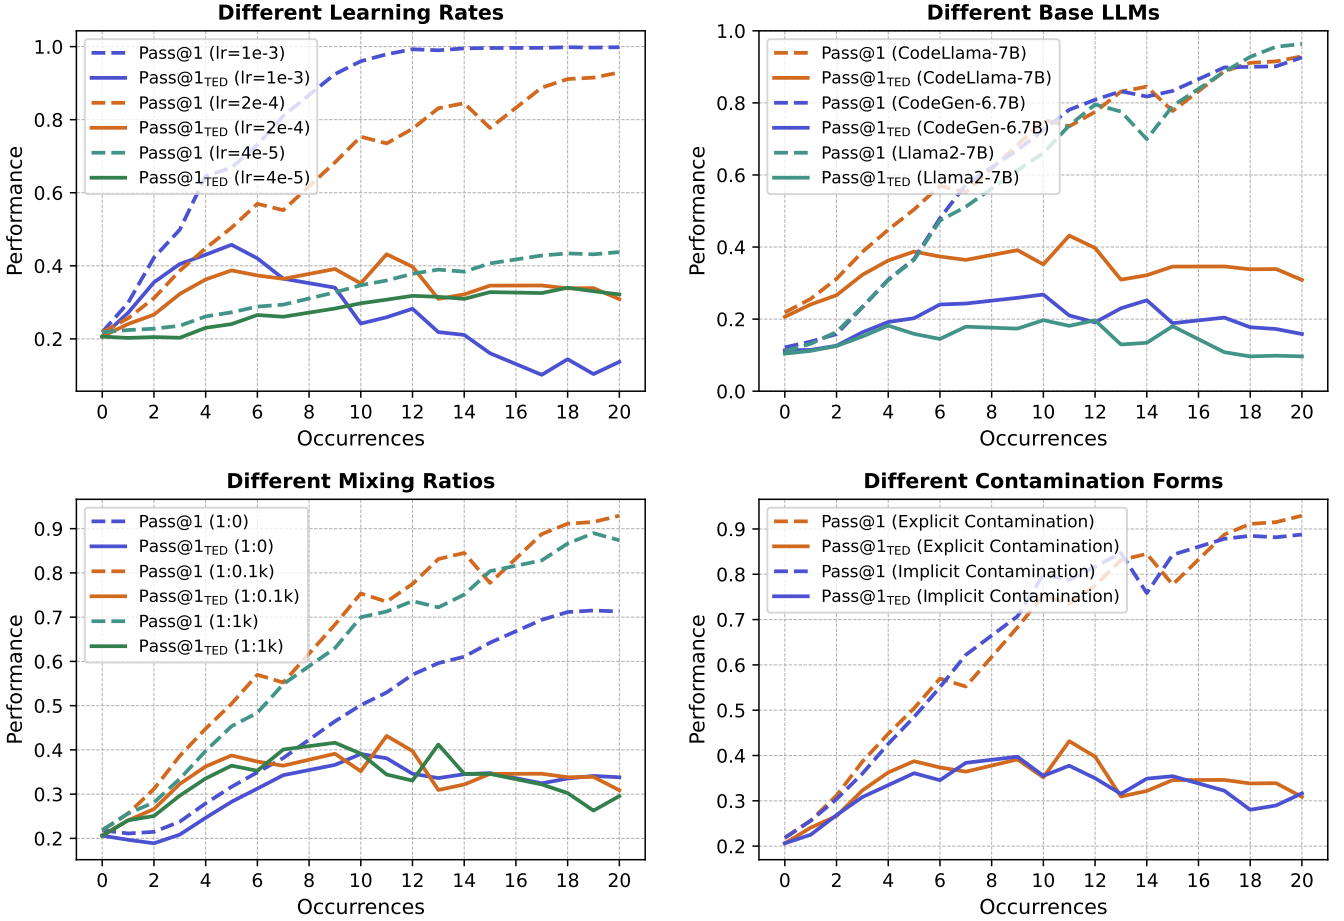 Different Learning Rates
Performance
1.0
0.8
0.6
0.4
0.2
Pass@1 (lr=1e-3)
Pass@1TED (lr=1e-3)
Pass@1 (lr=2e-4)
Pass@1TED (lr=2e-4)
Pass@1 (lr=4e-5)
Pass@1TED (lr=4e-5)
0 2 4 6 8 10 12 14 16 18 20
Occurrences
Different Base LLMs
Performance
1.0
0.8
0.6
0.4
0.2
0.0
Pass@1 (CodeLlama-7B)
Pass@1TED (CodeLlama-7B)
Pass@1 (CodeGen-6.7B)
Pass@1TED (CodeGen-6.7B)
Pass@1 (Llama2-7B)
Pass@1TED (Llama2-7B)
0 2 4 6 8 10 12 14 16 18 20
Occurrences
Different Mixing Ratios
Performance
0.9
0.8
0.7
0.6
0.5
0.4
0.3
0.2
Pass@1 (1:0)
Pass@1TED (1:0)
Pass@1 (1:0.1k)
Pass@1TED (1:0.1k)
Pass@1 (1:1k)
Pass@1TED (1:1k)
0 2 4 6 8 10 12 14 16 18 20
Occurrences
Different Contamination Forms
Performance
0.9
0.8
0.7
0.6
0.5
0.4
0.3
0.2
Pass@1 (Explicit Contamination)
Pass@1TED (Explicit Contamination)
Pass@1 (Implicit Contamination)
Pass@1TED (Implicit Contamination)
0 2 4 6 8 10 12 14 16 18 20
Occurrences